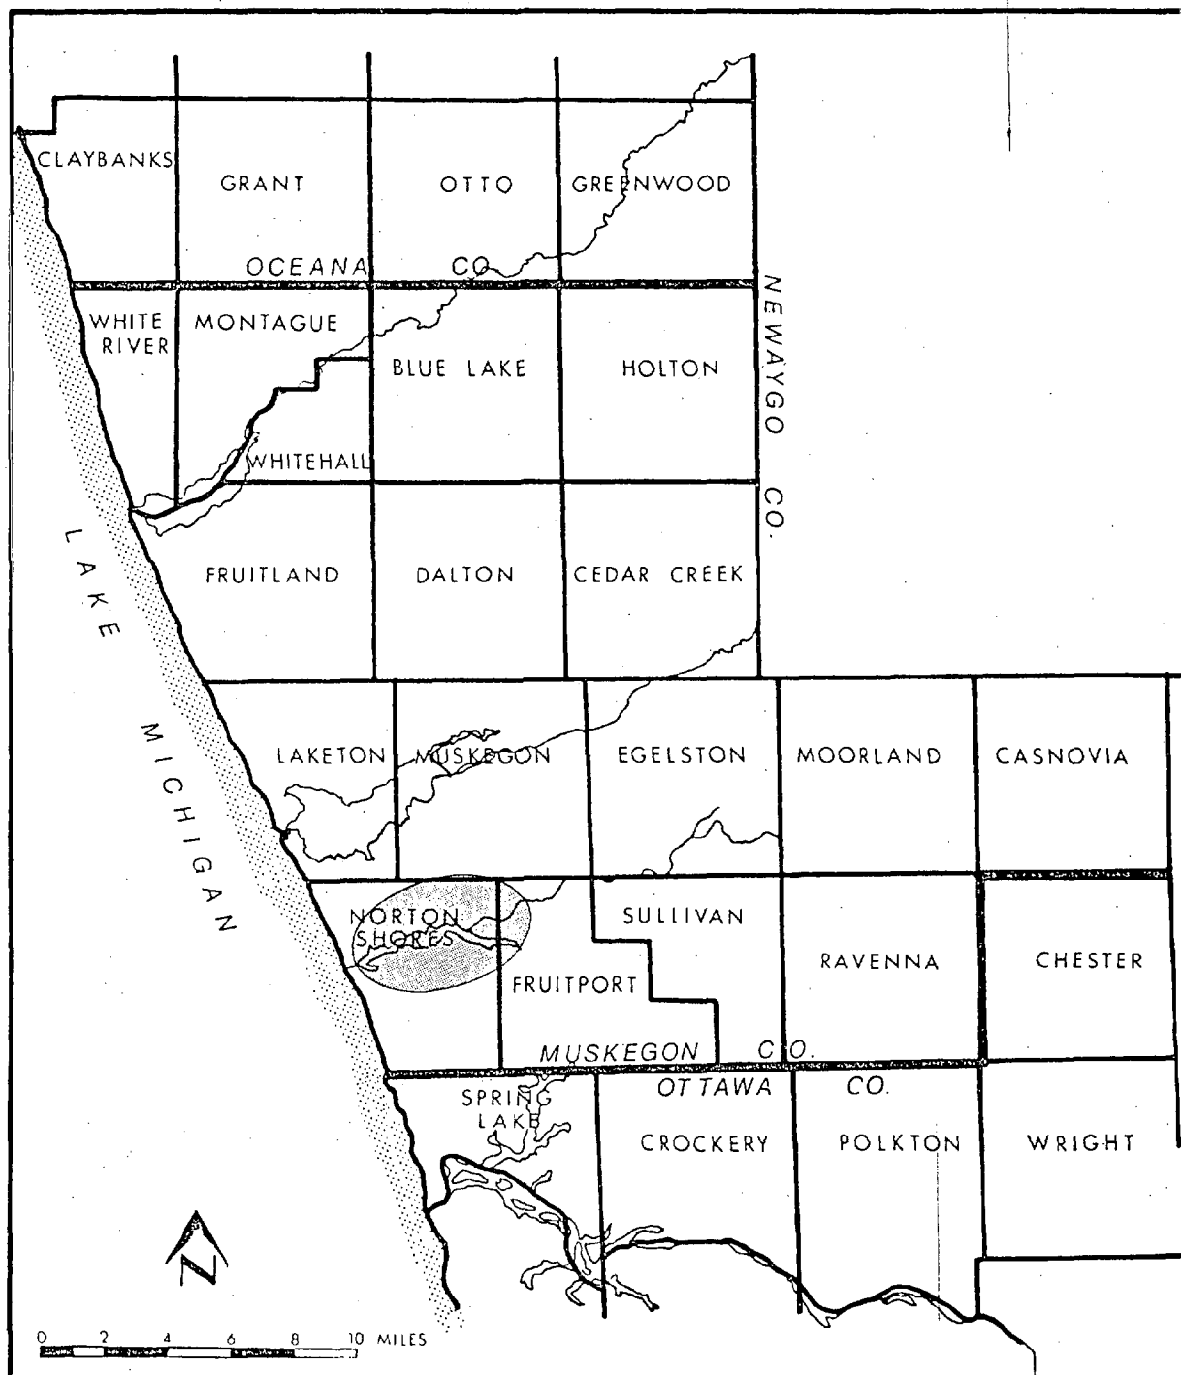 CLAYBANKS
GRANT
OTTO
GREENWOOD
OCEANA CO
NEWAYGO CO.
WHITE
RIVER
MONTAGUE
BLUE LAKE
HOLTON
WHITEHALL
LAKE MICHIGAN
FRUITLAND
DALTON
CEDAR CREEK
LAKETON
MUSKEGON
EGELSTON
MOORLAND
CASNOVIA
NORTON
SHORES
SULLIVAN
FRUITPORT
RAVENNA
CHESTER
MUSKEGON CO.
OTTAWA CO.
SPRING
LAKE
CROCKERY
POLKTON
WRIGHT
N
0 2 4 6 8 10 MILES